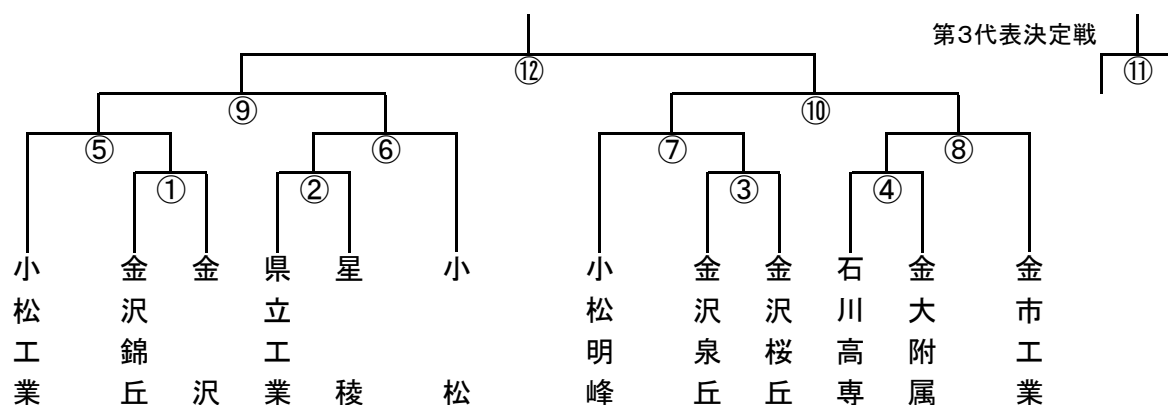 第3代表決定戦
⑫
⑪
⑨
⑩
⑤
⑥
⑦
⑧
①
②
③
④
小松工業
金沢錦丘
金沢
県立工業
星稜
小松
小松明峰
金沢泉丘
金沢桜丘
石川高専
金大附属
金市工業